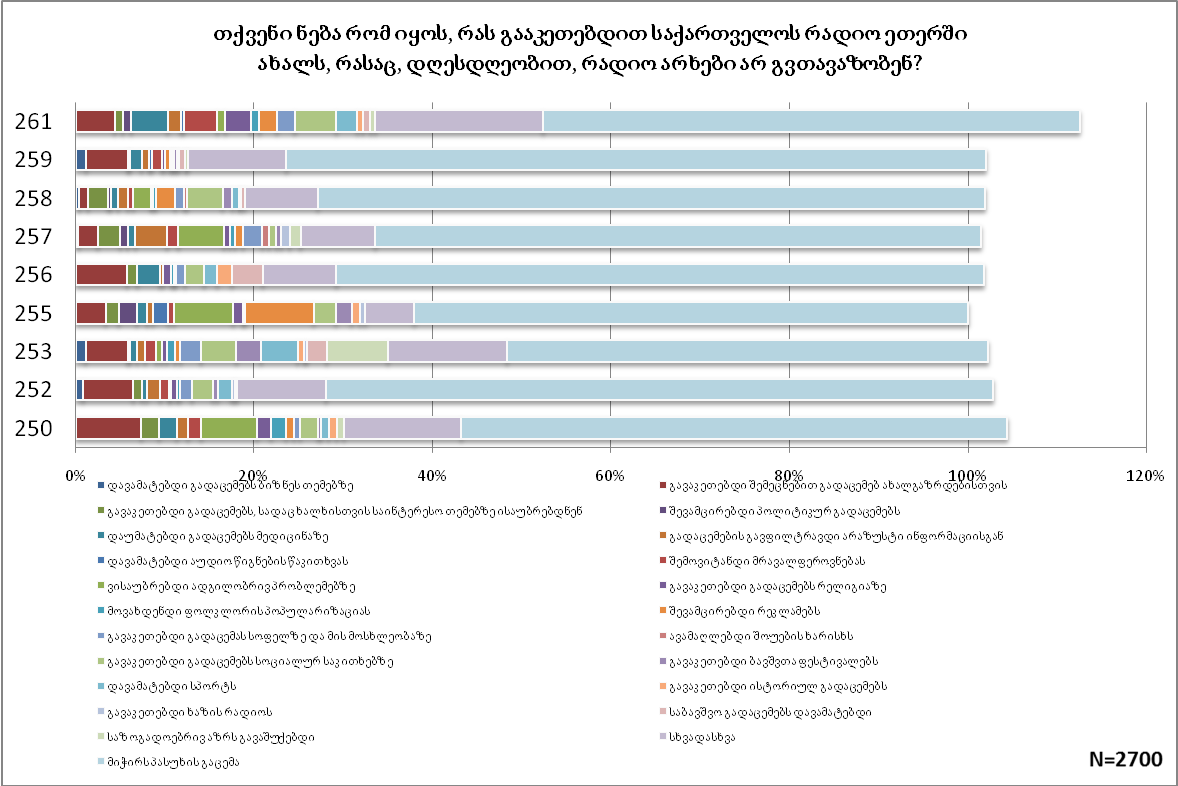 თქვენი ნება რომ იყოს, რას გააკეთებდით საქართველოს რადიო ეთერში
ახალს, რასაც, დღესდღეობით, რადიო არხები არ გვთავაზობენ?
261
259
258
257
256
255
253
252
250
0% 20% 40% 60% 80% 100% 120%
დავამატებდი გადაცემებს ბიზნეს თემებზე
გავაკეთებდი შემეცნებით გადაცემებ ახალგაზრდებისთვის
გავაკეთებდი გადაცემებს, სადაც ხალხისთვის საინტერესო თემებზე ისაუბრებდნენ
შევამცირებდი პოლიტიკურ გადაცემებს
დაუმატებდი გადაცემებს მედიცინაზე
გადაცემების გავფილტრავდი არაზუსტი ინფორმაციისგან
დავამატებდი აუდიო წიგნების წაკითხვას
შემოვიტანდი მრავალფეროვნებას
ვისაუბრებდი ადგილობრივ პრობლემებზე
გავაკეთებდი გადაცემებს რელიგიაზე
მოვახდენდი ფოლკლორის პოპულარიზაციას
შევამცირებდი რეკლამებს
გავაკეთებდი გადაცემას სოფელზე და მის მოსხლეობაზე
ავამაღლებდი შოუების ხარისხს
გავაკეთებდი გადაცემებს სოციალურ საკითხებზე
გავაკეთებდი ბავშვთა ფესტივალებს
დავამატებდი სპორტს
გავაკეთებდი ისტორიულ გადაცემებს
გავაკეთებდი ხაზის რადიოს
საბავშვო გადაცემებს დავამატებდი
საზოგადოებრივ აზრს გავაშუქებდი
სხვადასხვა
მიჭირს პასუხის გაცემა
N=2700